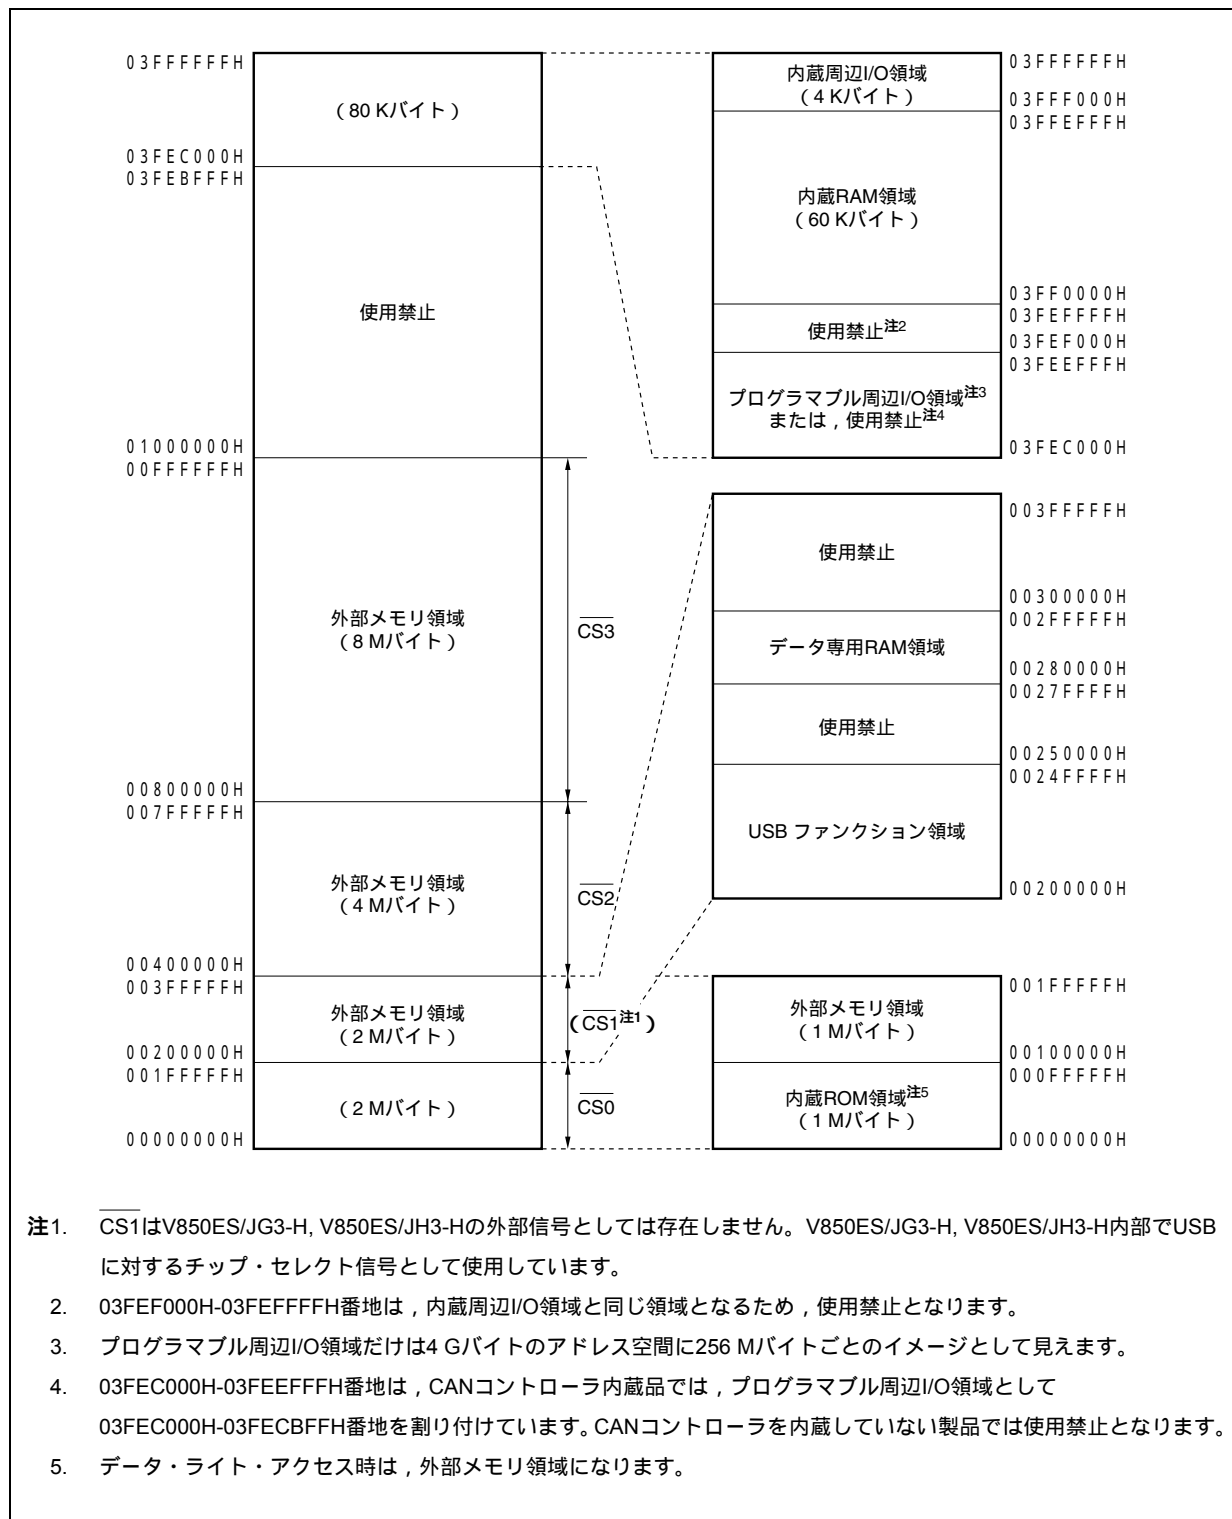 03FFFFFFH
(80 Kバイト)
03FEC000H
03FEBFFFH
使用禁止
01000000H
00FFFFFFH
外部メモリ領域
(8 Mバイト)
CS3
00800000H
007FFFFFH
外部メモリ領域
(4 Mバイト)
CS2
00400000H
003FFFFFH
外部メモリ領域
(2 Mバイト)
(CS1注1)
00200000H
001FFFFFH
(2 Mバイト)
CS0
00000000H
内蔵周辺I/O領域
(4 Kバイト)
03FFFFFFH
03FFF000H
03FFEFFFH
内蔵RAM領域
(60 Kバイト)
03FF0000H
03FEFFFFH
使用禁止注2
03FEF000H
03FEEFFFH
プログラマブル周辺I/O領域注3
または,使用禁止注4
03FEC000H
003FFFFFH
使用禁止
00300000H
002FFFFFH
データ専用RAM領域
00280000H
0027FFFFH
使用禁止
00250000H
0024FFFFH
USB ファンクション領域
00200000H
001FFFFFH
外部メモリ領域
(1 Mバイト)
00100000H
000FFFFFH
内蔵ROM領域注5
(1 Mバイト)
00000000H
注1. CS1はV850ES/JG3-H, V850ES/JH3-Hの外部信号としては存在しません。V850ES/JG3-H, V850ES/JH3-H内部でUSB
に対するチップ・セレクト信号として使用しています。
2. 03FEF000H-03FEFFFFH番地は,内蔵周辺I/O領域と同じ領域となるため,使用禁止となります。
3. プログラマブル周辺I/O領域だけは4 Gバイトのアドレス空間に256 Mバイトごとのイメージとして見えます。
4. 03FEC000H-03FEEFFFH番地は,CANコントローラ内蔵品では,プログラマブル周辺I/O領域として
03FEC000H-03FECBFFH番地を割り付けています。CANコントローラを内蔵していない製品では使用禁止となります。
5. データ・ライト・アクセス時は,外部メモリ領域になります。